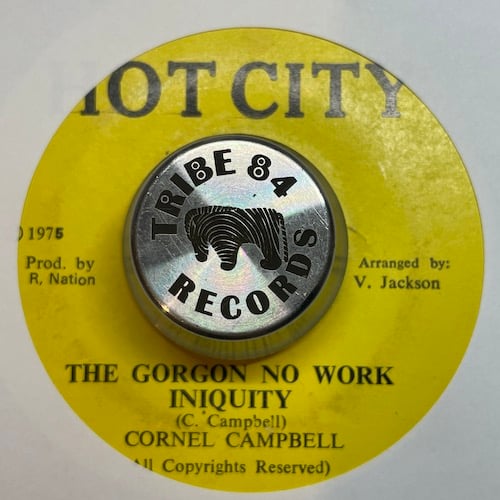 HOT CITY
TRIBE 84
RECORDS
) 1975
Prod. by
R. Nation
Arranged by:
V. Jackson
THE GORGON NO WORK
INIQUITY
(C. Campbell)
CORNEL CAMPBELL
All Copyrights Reserved)